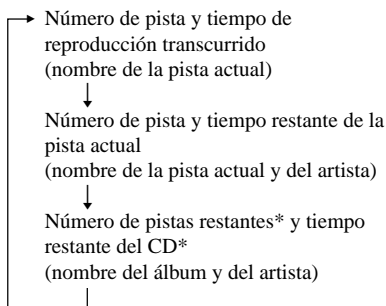 Número de pista y tiempo de
reproducción transcurrido
(nombre de la pista actual)
Número de pista y tiempo restante de la
pista actual
(nombre de la pista actual y del artista)
Número de pistas restantes* y tiempo
restante del CD*
(nombre del álbum y del artista)